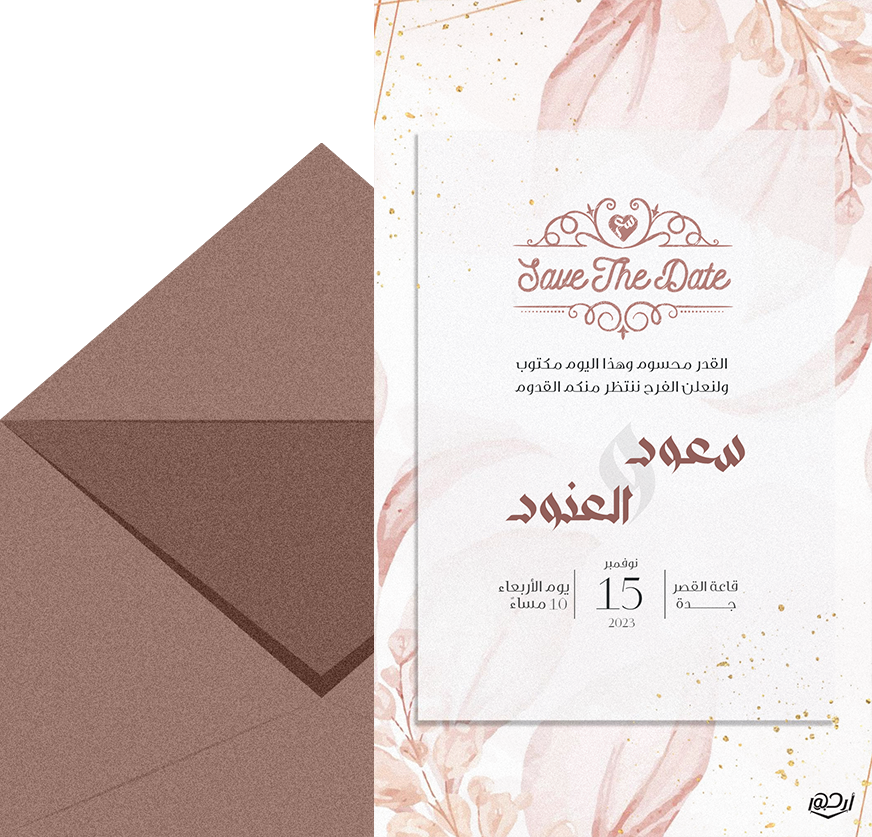 Save The Date
القدر محسوم وهذا اليوم مكتوب
ولنعلن الفرح ننتظر منكم القدوم
سعود
و
العنود
قاعة القصر
جـــدة
نوفمبر
15
2023
يوم الأربعاء
10 مساءً